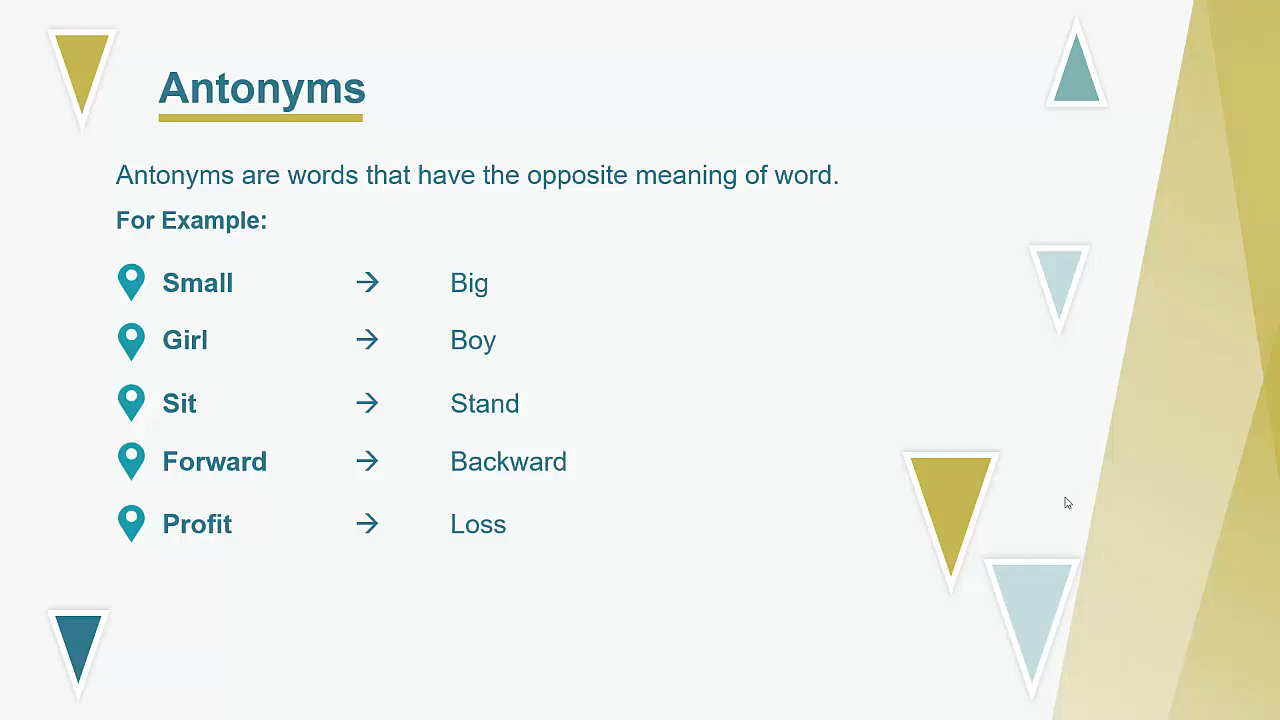 Antonyms
Antonyms are words that have the opposite meaning of word.
For Example:
Small → Big
Girl → Boy
Sit → Stand
Forward → Backward
Profit → Loss